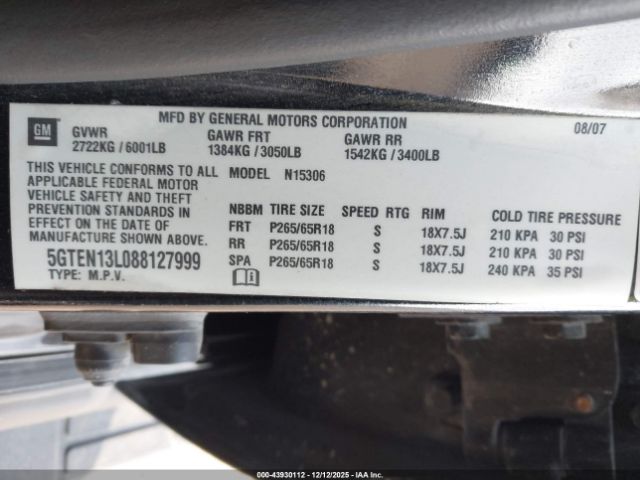 MFD BY GENERAL MOTORS CORPORATION
08/07
GM
GVWR GAWR FRT GAWR RR
2722KG / 6001LB 1384KG / 3050LB 1542KG / 3400LB
THIS VEHICLE CONFORMS TO ALL
APPLICABLE FEDERAL MOTOR
VEHICLE SAFETY AND THEFT
PREVENTION STANDARDS IN
EFFECT ON THE DATE OF
MANUFACTURE SHOWN ABOVE.
5GTEN13L088127999
TYPE: M.P.V.
MODEL N15306
NBBM TIRE SIZE SPEED RTG RIM COLD TIRE PRESSURE
FRT P265/65R18 S 18X7.5J 210 KPA 30 PSI
RR P265/65R18 S 18X7.5J 210 KPA 30 PSI
SPA P265/65R18 S 18X7.5J 240 KPA 35 PSI
000-43930112 - 12/12/2025 - IAA Inc.